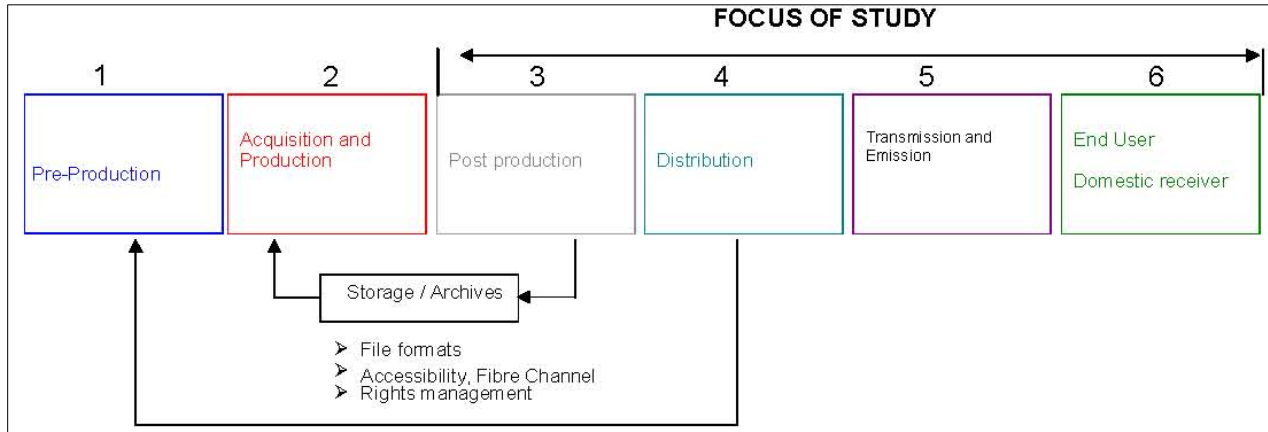 FOCUS OF STUDY
1
2
3
4
5
6
Pre-Production
Acquisition and
Production
Post production
Distribution
Transmission and
Emission
End User
Domestic receiver
Storage / Archives
➢ File formats
➢ Accessibility, Fibre Channel
➢ Rights management